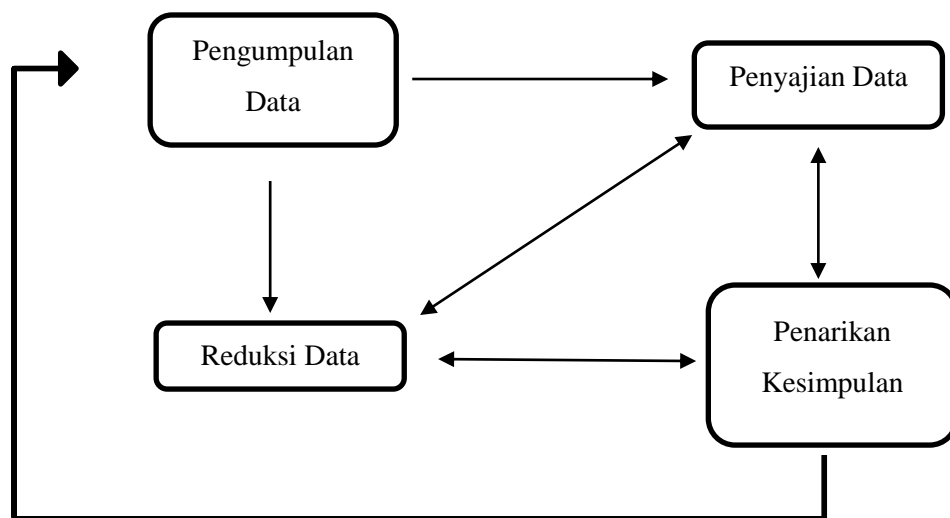 Pengumpulan
Data
Penyajian Data
Reduksi Data
Penarikan
Kesimpulan